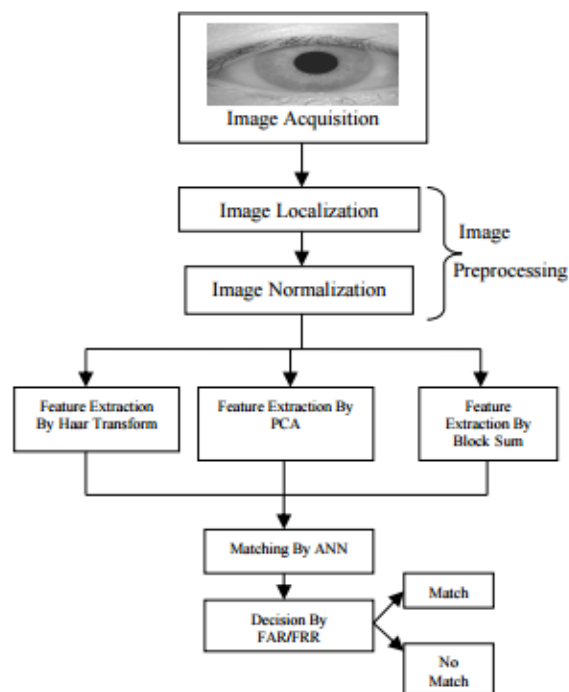 Image Acquisition
Image Localization
Image
Preprocessing
Image Normalization
Feature Extraction
By Haar Transform
Feature Extraction By
PCA
Feature
Extraction By
Block Sum
Matching By ANN
Decision By
FAR/FRR
Match
No
Match